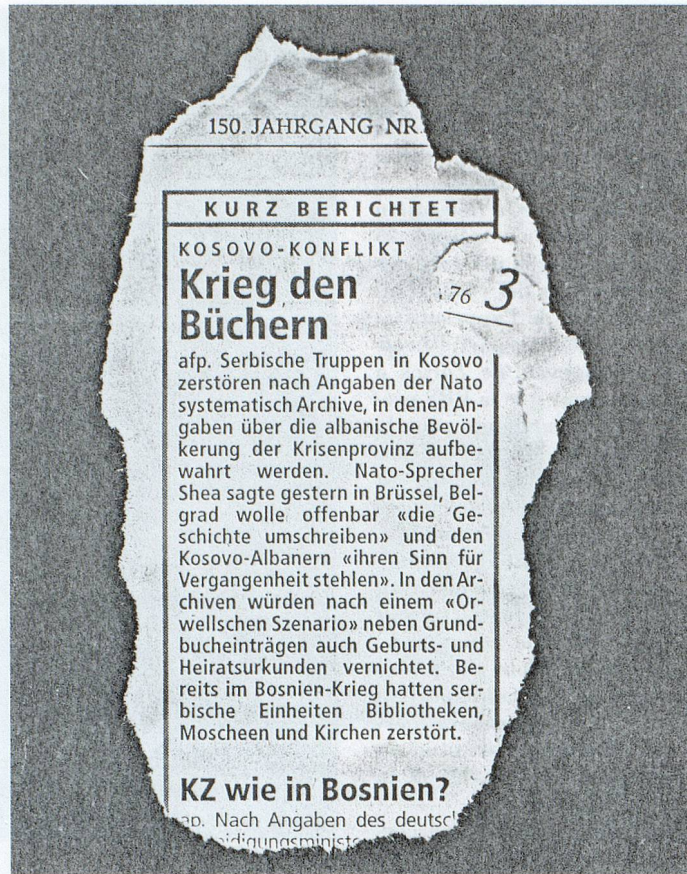 150. JAHRGANG NR.
KURZ BERICHTET
KOSOVO-KONFLIKT
76 3
Krieg den
Büchern
afp. Serbische Truppen in Kosovo
zerstören nach Angaben der Nato
systematisch Archive, in denen An-
gaben über die albanische Bevöl-
kerung der Krisenprovinz aufbe-
wahrt werden. Nato-Sprecher
Shea sagte gestern in Brüssel, Bel-
grad wolle offenbar «die Ge-
schichte umschreiben» und den
Kosovo-Albanern «ihren Sinn für
Vergangenheit stehlen». In den Ar-
chiven würden nach einem «Or-
wellschen Szenario» neben Grund-
bucheinträgen auch Geburts- und
Heiratsurkunden vernichtet. Be-
reits im Bosnien-Krieg hatten ser-
bische Einheiten Bibliotheken,
Moscheen und Kirchen zerstört.
KZ wie in Bosnien?
ap. Nach Angaben des